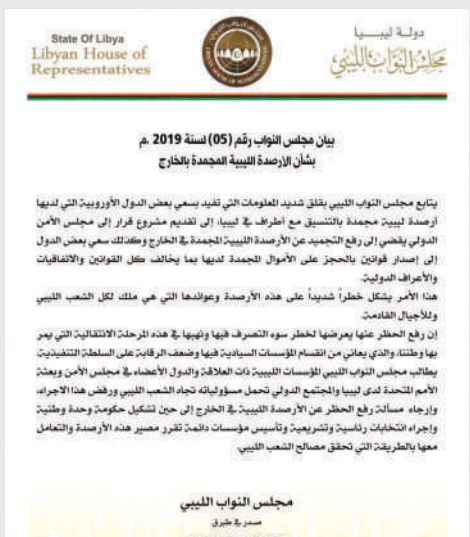 State Of Libya
Libyan House of
Representatives
دولة ليبيا
مجلس النواب الليبي
بيان مجلس النواب رقم (05) لسنة 2019 م.
بشأن الأرصدة الليبية المجمدة بالخارج
يتابع مجلس النواب الليبي بقلق شديد المعلومات التي تفيد بسعي بعض الدول الأوروبية التي لديها
أرصدة ليبية مجمدة بالتنسيق مع أطراف في ليبيا، إلى تقديم مشروع قرار إلى مجلس الأمن
الدولي يقضي إلى رفع التجميد عن الأرصدة الليبية المجمدة في الخارج وكذلك سعي بعض الدول
إلى إصدار قوانين بالحجز على الأموال المجمدة لديها بما يخالف كل القوانين والاتفاقيات
والأعراف الدولية.
هذا الأمر يشكل خطراً شديداً على هذه الأرصدة وعوائدها التي هي ملك لكل الشعب الليبي
وللأجيال القادمة.
إن رفع الحظر عنها يعرضها لخطر سوء التصرف فيها ونهبها في هذه المرحلة الانتقالية التي يمر
بها وطننا، والذي يعاني من انقسام المؤسسات السيادية فيها وضعف الرقابة على السلطة التنفيذية.
يطالب مجلس النواب الليبي المؤسسات الليبية ذات العلاقة والدول الأعضاء في مجلس الأمن وبعثة
الأمم المتحدة لدى ليبيا والمجتمع الدولي تحمل مسؤولياته تجاه الشعب الليبي ورفض هذا الاجراء،
وإرجاء مسألة رفع الحظر عن الأرصدة الليبية في الخارج إلى حين تشكيل حكومة وحدة وطنية
وإجراء انتخابات رئاسية وتشريعية وتأسيس مؤسسات دائمة تقرر مصير هذه الأرصدة والتعامل
معها بالطريقة التي تحقق مصالح الشعب الليبي.
مجلس النواب الليبي
صدر في طبرق